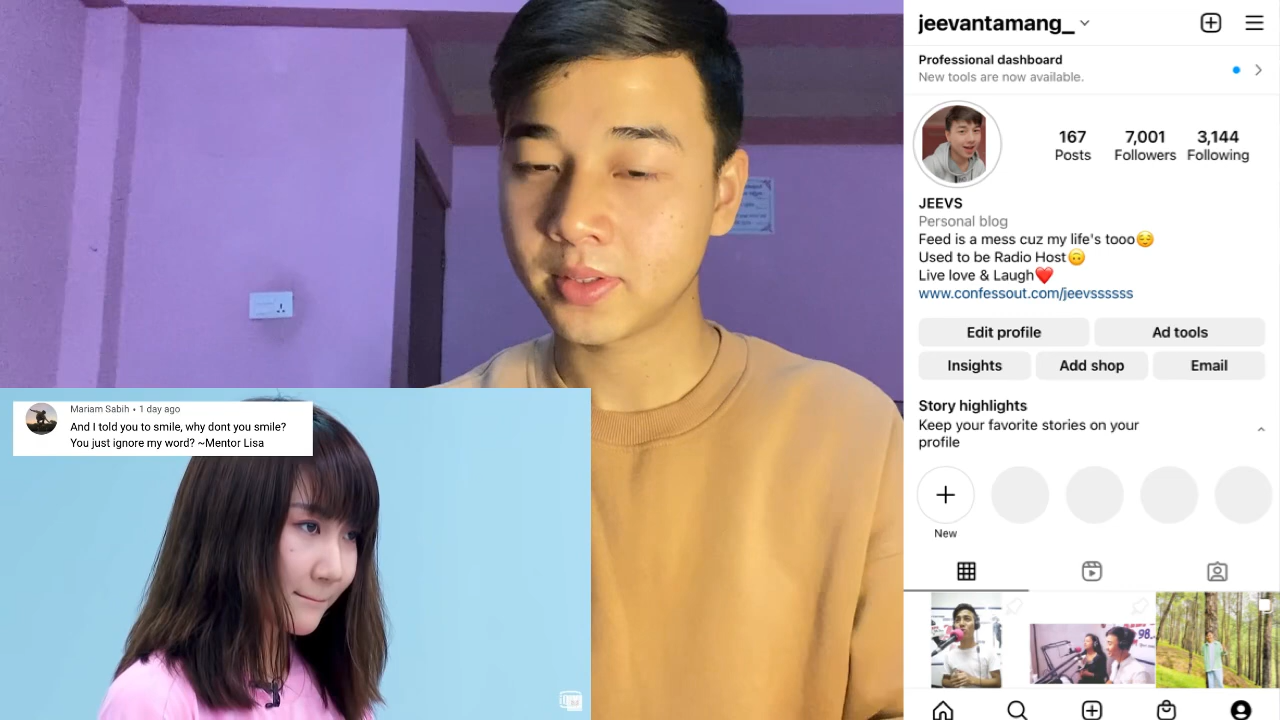 Mariam Sabih • 1 day ago
And I told you to smile, why dont you smile?
You just ignore my word? ~Mentor Lisa
jeevantamang_
Professional dashboard
New tools are now available.
167
Posts
7,001
Followers
3,144
Following
JEEVS
Personal blog
Feed is a mess cuz my life's tooo😌
Used to be Radio Host🙃
Live love & Laugh❤️
www.confessout.com/jeevssssss
Edit profile
Ad tools
Insights
Add shop
Email
Story highlights
Keep your favorite stories on your
profile
New
98.